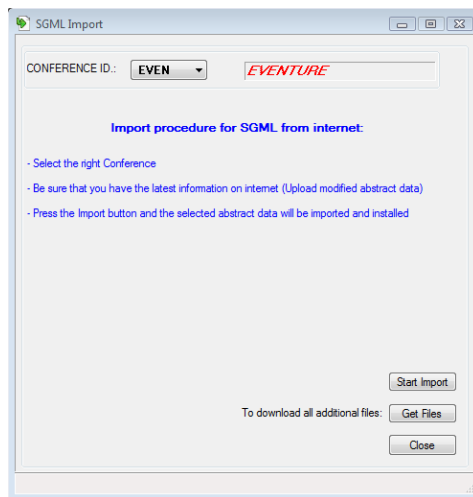 SGML Import
CONFERENCE ID.: EVEN EVENTURE
Import procedure for SGML from internet:
- Select the right Conference
- Be sure that you have the latest information on internet (Upload modified abstract data)
- Press the Import button and the selected abstract data will be imported and installed
Start Import
To download all additional files: Get Files
Close